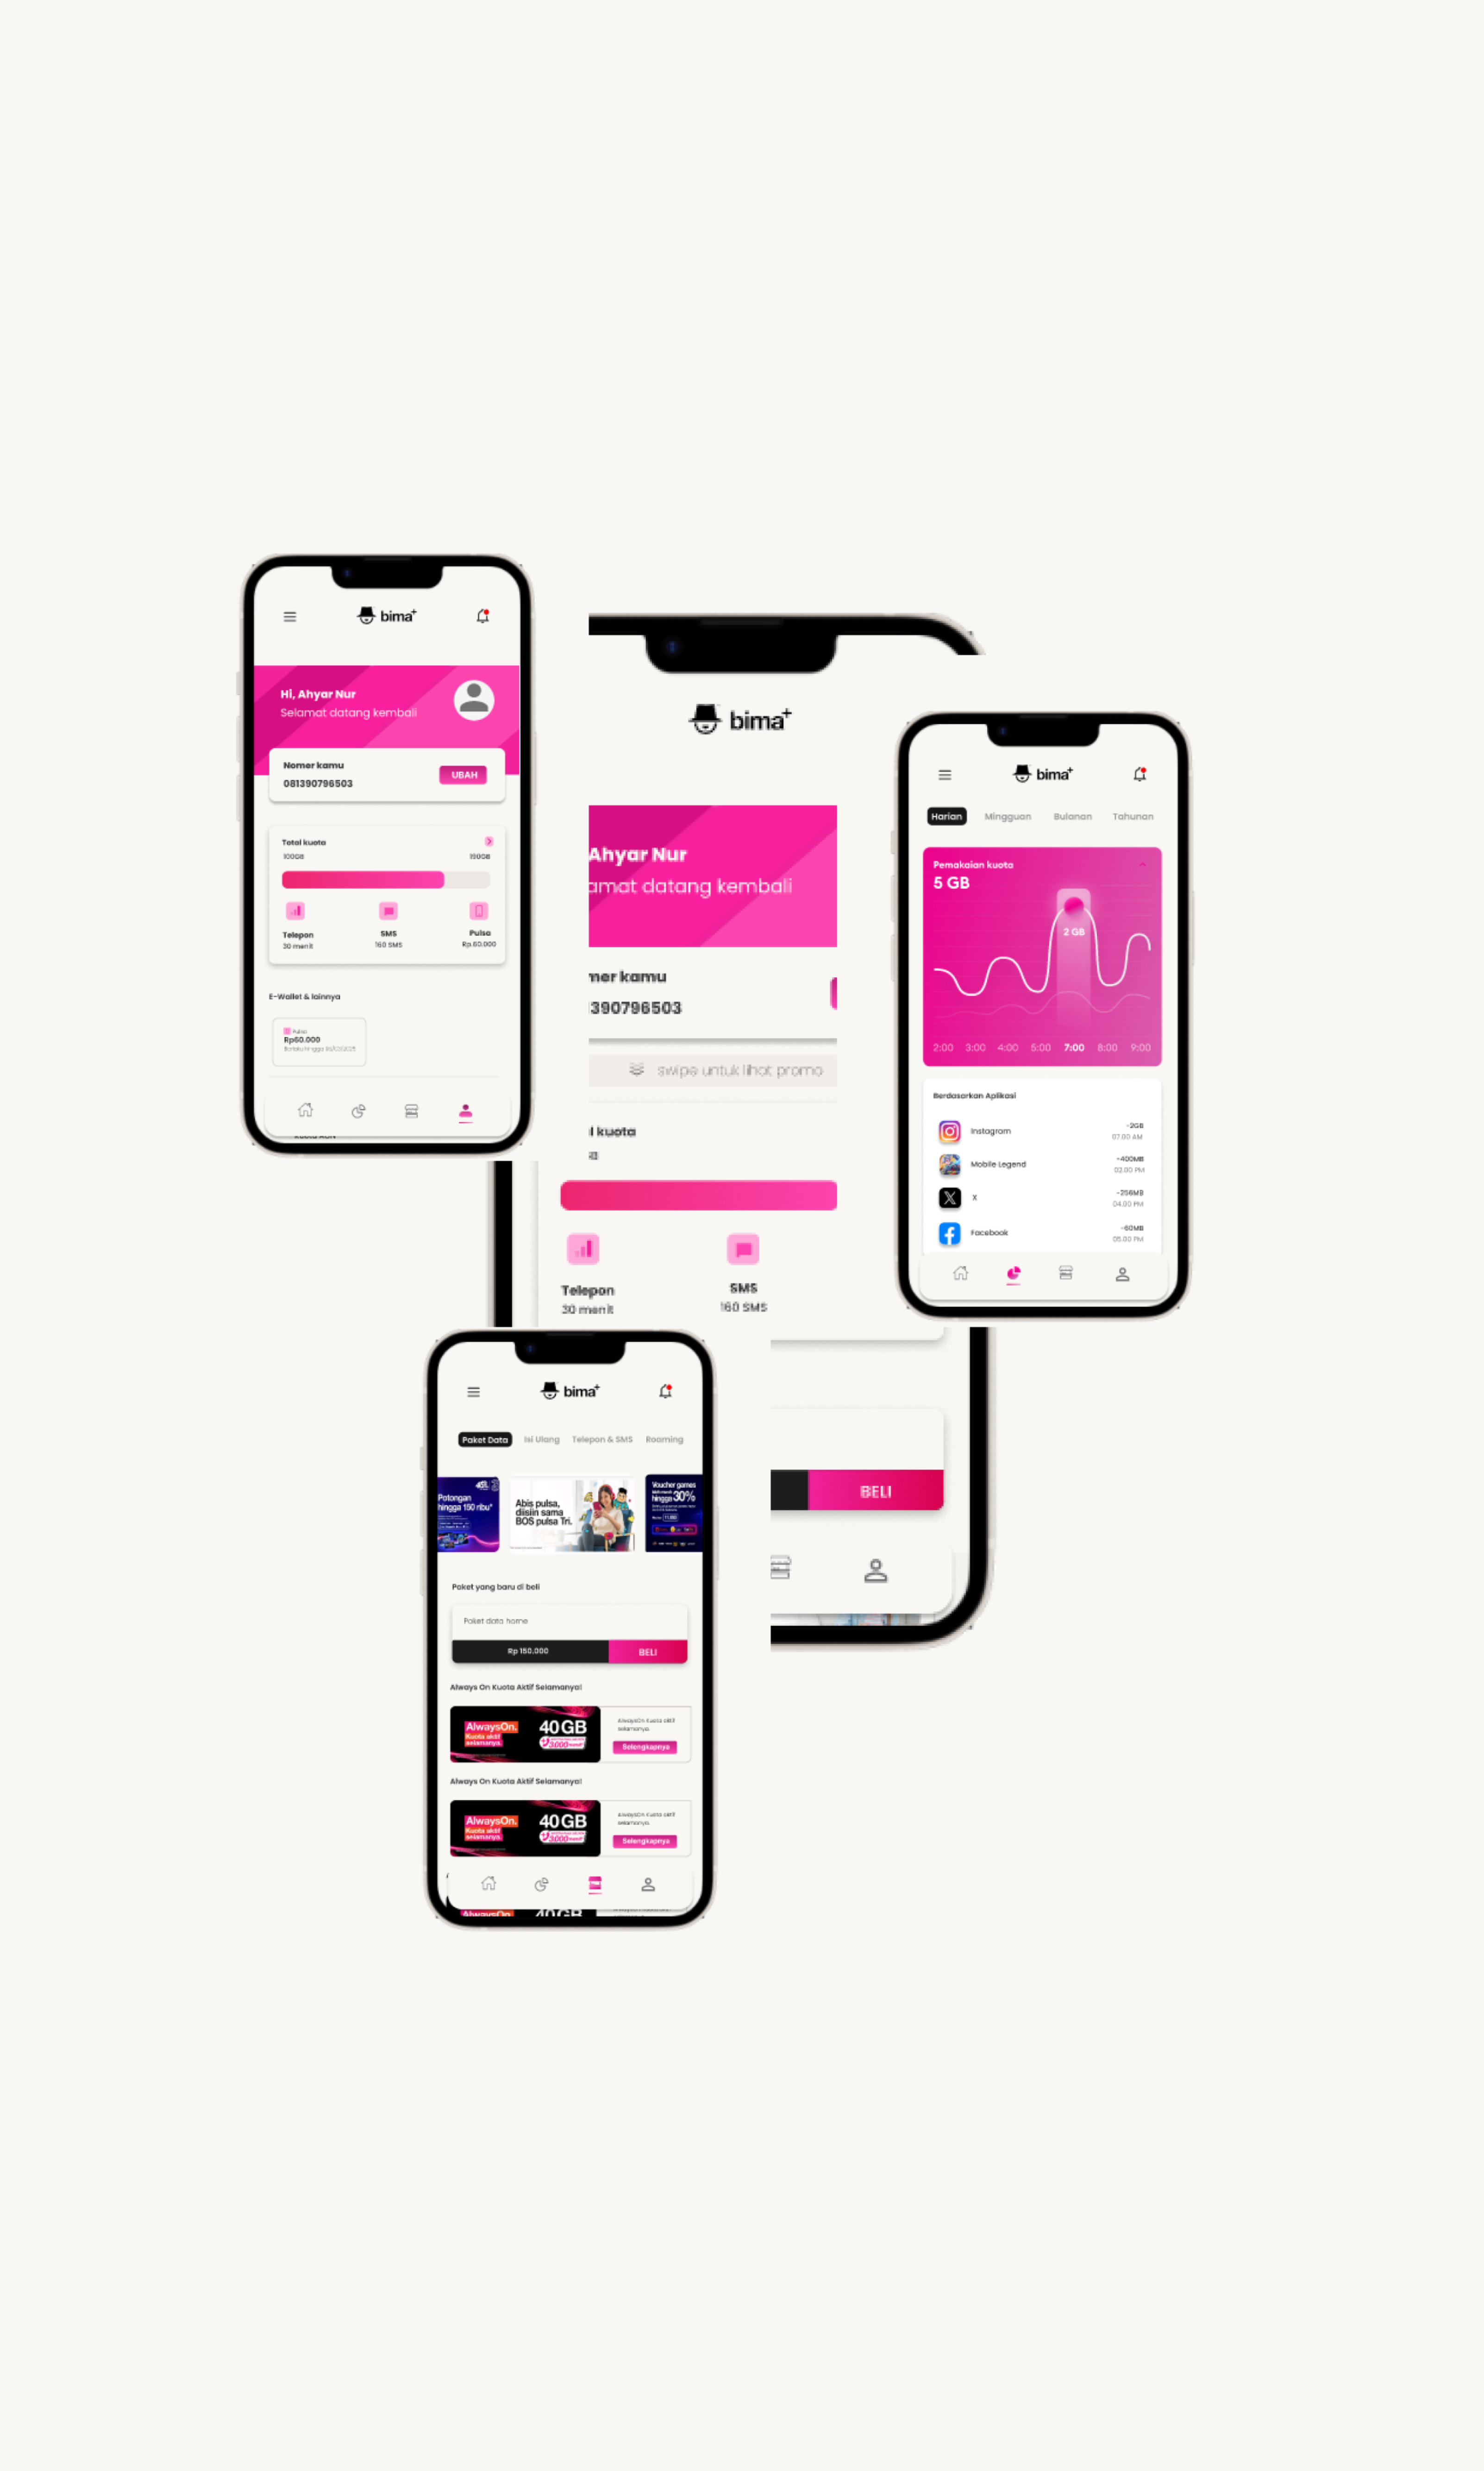 bima+
Hi, Ahyar Nur
Selamat datang kembali
Nomer kamu
081390796503
UBAH
Total kuota
100GB
Telepon
30 menit
SMS
160 SMS
Pulsa
Rp.60.000
E-Wallet & lainnya
Pulsa
Rp60.000
bima+
Ahyar Nur
amat datang kembali
mer kamu
390796503
swipe untuk lihat promo
l kuota
Telepon
30 menit
SMS
160 SMS
BELI
bima+
Harian
Mingguan
Bulanan
Tahunan
Pemakaian kuota
5 GB
2 GB
2:00 3:00 4:00 5:00 7:00 8:00 9:00
Berdasarkan Aplikasi
Instagram
-2GB
07.00 AM
Mobile Legend
-400MB
02.00 PM
X
-256MB
04.00 PM
Facebook
-60MB
05.00 PM
bima+
Paket Data
Isi Ulang
Telepon & SMS
Roaming
Potongan
hingga 150 ribu*
Abis pulsa,
diisiin sama
BOS pulsa Tri.
Voucher games
hingga 30%
Paket yang baru di beli
Paket data home
Rp 150.000
BELI
Always On Kuota Aktif Selamanya!
AlwaysOn.
Kuota aktif
selamanya.
40GB
3.000
AlwaysOn Kuota aktif
selamanya.
Selengkapnya
Always On Kuota Aktif Selamanya!
AlwaysOn.
Kuota aktif
selamanya.
40GB
3.000
AlwaysOn Kuota aktif
selamanya.
Selengkapnya
AlwaysOn
40GB